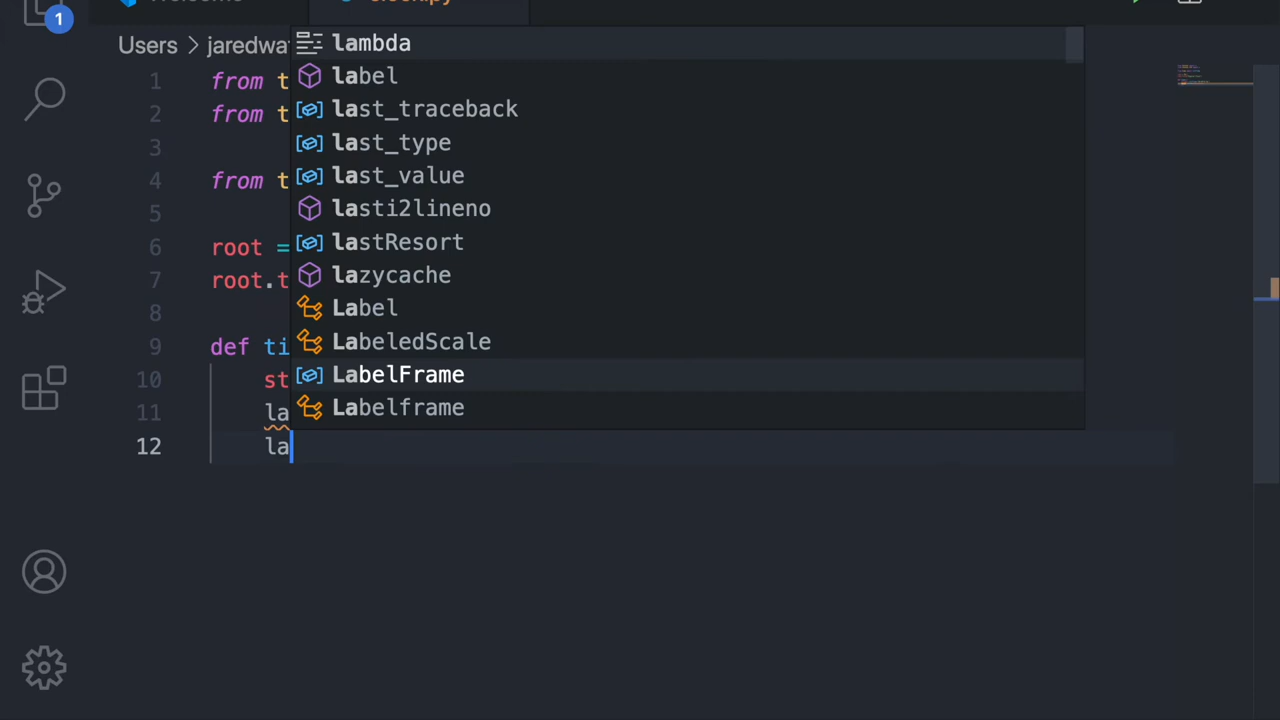 1
Users > jaredwa
1 from t
2 from t
3
4 from t
5
6 root =
7 root.t
8
9 def ti
10 st
11 la
12 la
lambda
label
last_traceback
last_type
last_value
lasti2lineno
lastResort
lazycache
Label
LabeledScale
LabelFrame
Labelframe